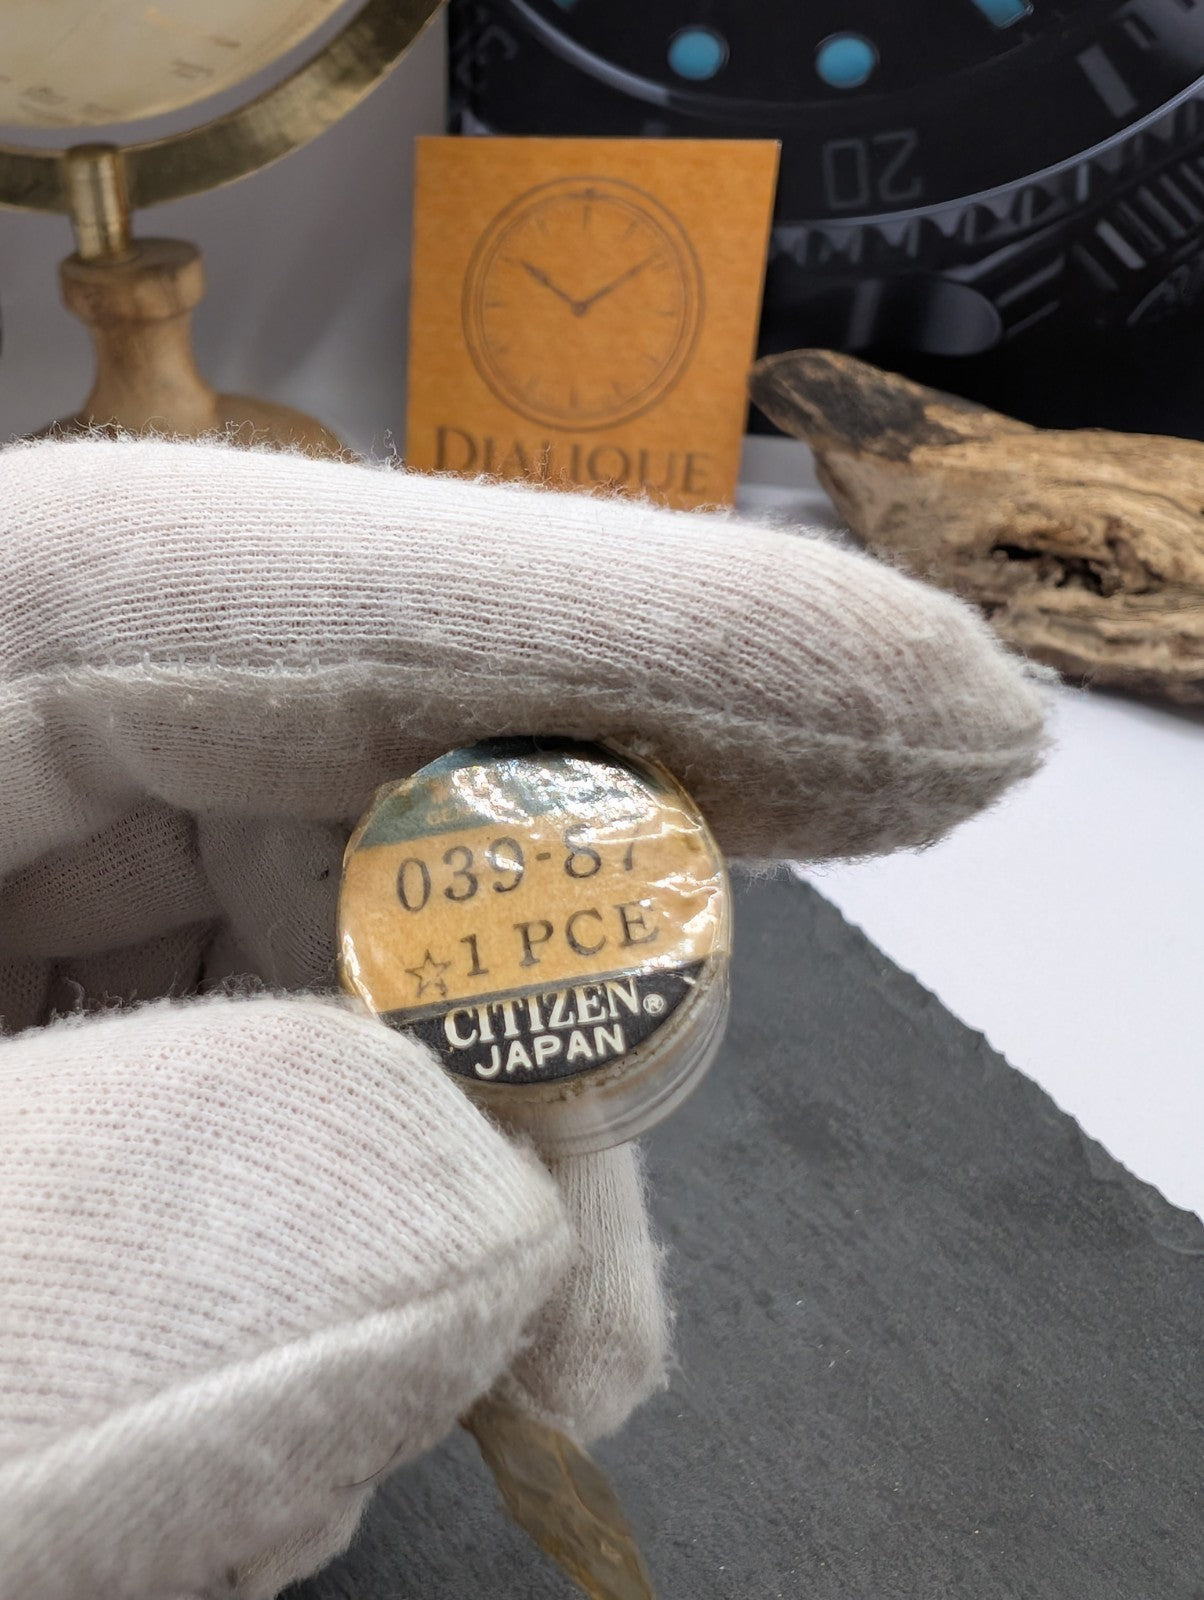 20
DIALIQUE
039-87
☆1 PCE
CITIZEN®
JAPAN